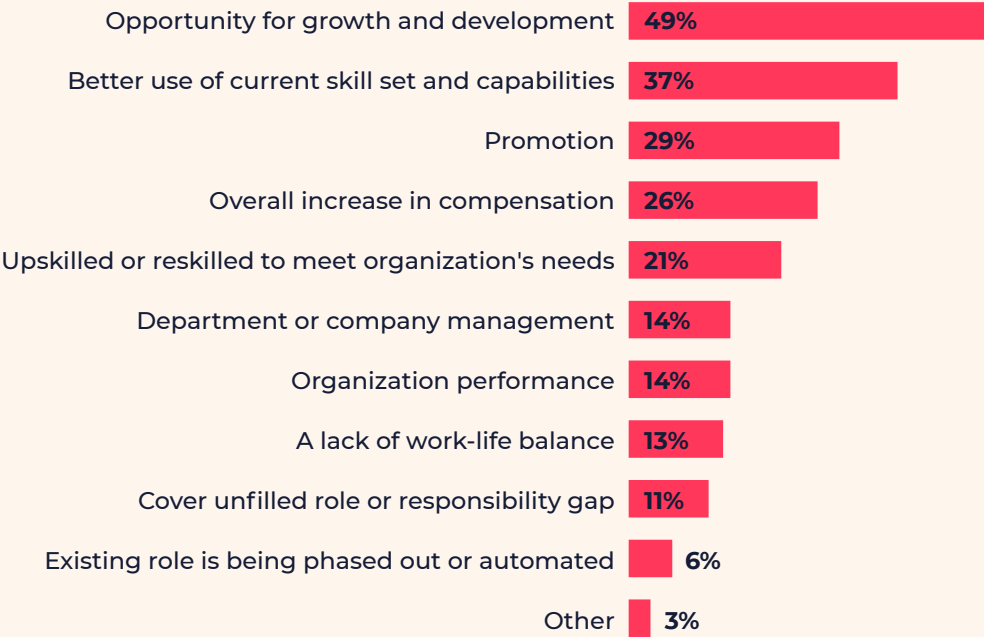 Opportunity for growth and development 49%
Better use of current skill set and capabilities 37%
Promotion 29%
Overall increase in compensation 26%
Upskilled or reskilled to meet organization's needs 21%
Department or company management 14%
Organization performance 14%
A lack of work-life balance 13%
Cover unfilled role or responsibility gap 11%
Existing role is being phased out or automated 6%
Other 3%